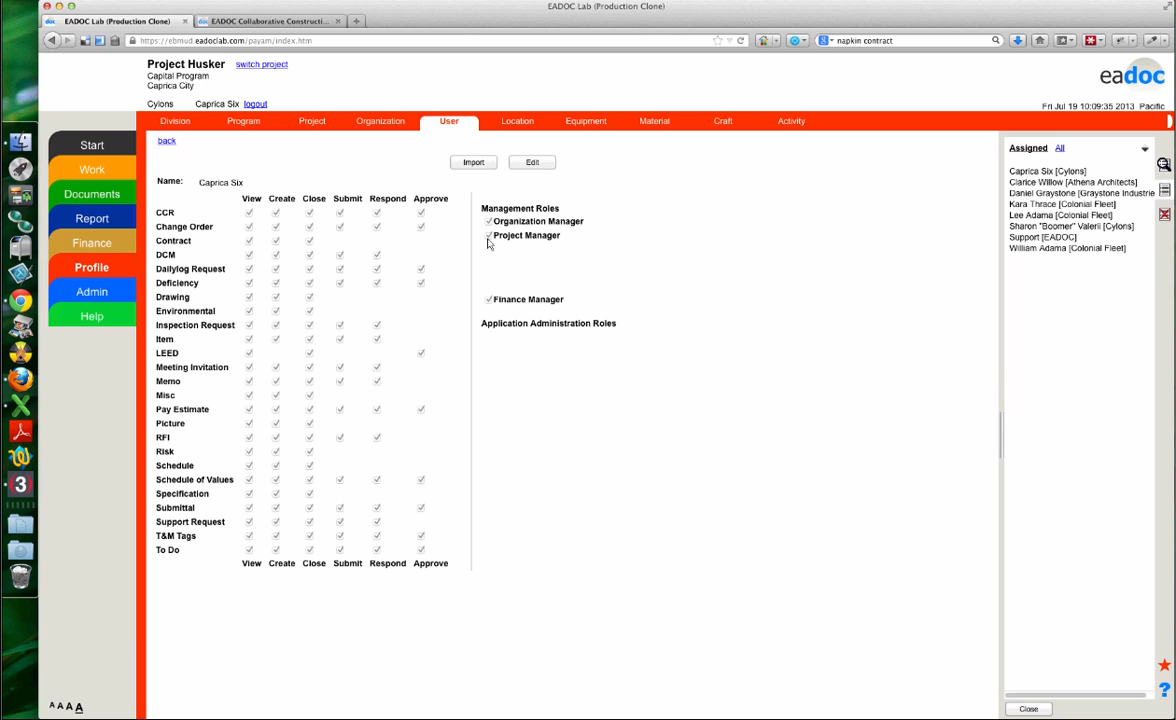 EADOC Lab (Production Clone)
EADOC Lab (Production Clone)
EADOC Collaborative Constructi...
https://ebmud.eadoclab.com/payam/index.htm
napkin contract
Project Husker switch project
Capital Program
Caprica City
Cylons Caprica Six logout
eadoc
Fri Jul 19 10:09:35 2013 Pacific
Division Program Project Organization User Location Equipment Material Craft Activity
Start
Work
Documents
Report
Finance
Profile
Admin
Help
back
Import Edit
Name: Caprica Six
View Create Close Submit Respond Approve
CCR
Change Order
Contract
DCM
Dailylog Request
Deficiency
Drawing
Environmental
Inspection Request
Item
LEED
Meeting Invitation
Memo
Misc
Pay Estimate
Picture
RFI
Risk
Schedule
Schedule of Values
Specification
Submittal
Support Request
T&M Tags
To Do
View Create Close Submit Respond Approve
Management Roles
Organization Manager
Project Manager
Finance Manager
Application Administration Roles
Assigned All
Caprica Six [Cylons]
Clarice Willow [Athena Architects]
Daniel Graystone [Graystone Industrie
Kara Thrace [Colonial Fleet]
Lee Adama [Colonial Fleet]
Sharon "Boomer" Valerii [Cylons]
Support [EADOC]
William Adama [Colonial Fleet]
Close
A A A A
?
3